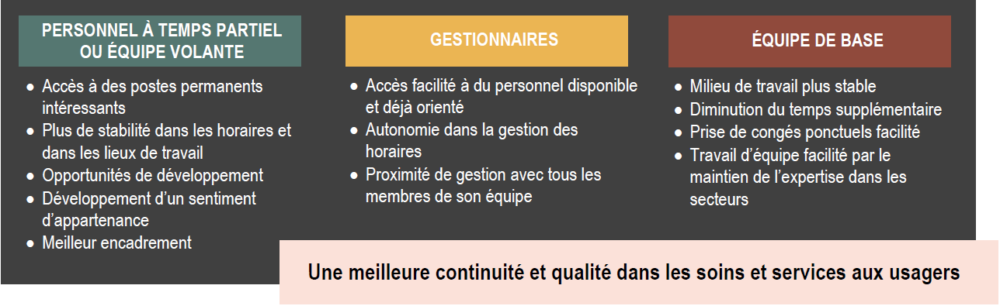 PERSONNEL À TEMPS PARTIEL
OU ÉQUIPE VOLANTE
● Accès à des postes permanents
intéressants
● Plus de stabilité dans les horaires et
dans les lieux de travail
● Opportunités de développement
● Développement d’un sentiment
d’appartenance
● Meilleur encadrement
GESTIONNAIRES
● Accès facilité à du personnel disponible
et déjà orienté
● Autonomie dans la gestion des
horaires
● Proximité de gestion avec tous les
membres de son équipe
ÉQUIPE DE BASE
● Milieu de travail plus stable
● Diminution du temps supplémentaire
● Prise de congés ponctuels facilité
● Travail d’équipe facilité par le
maintien de l’expertise dans les
secteurs
Une meilleure continuité et qualité dans les soins et services aux usagers